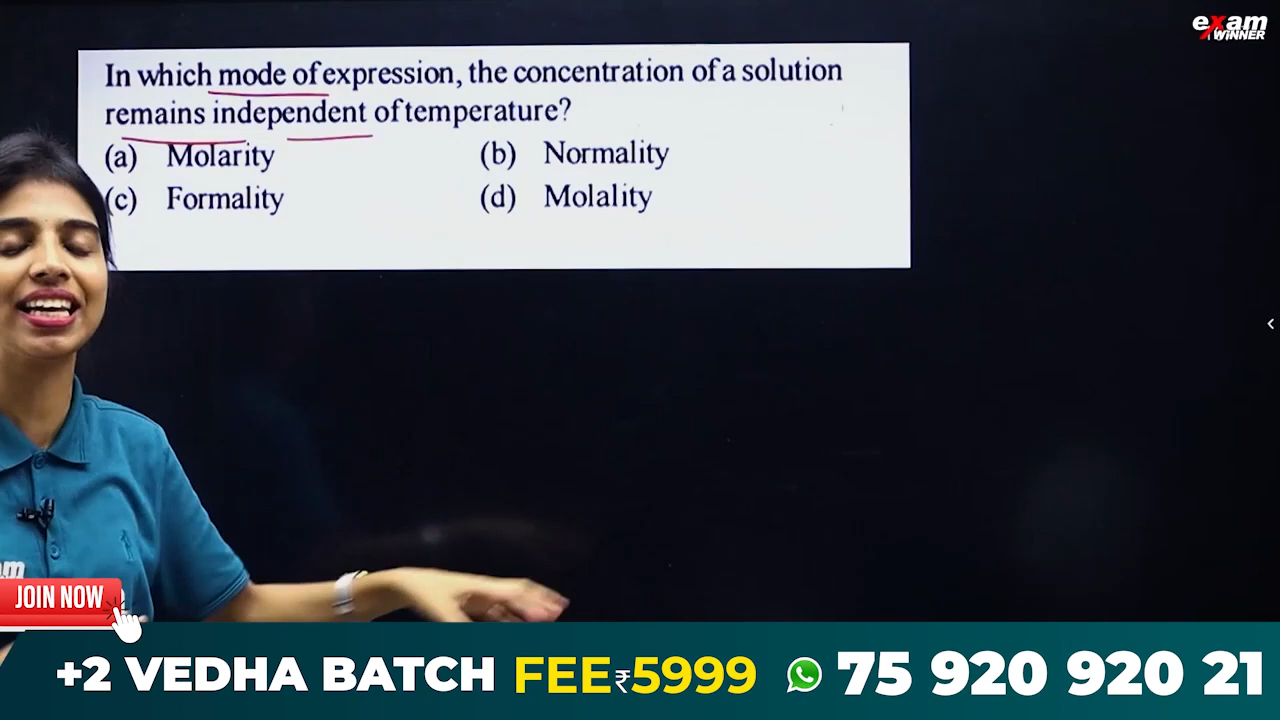 exam
WINNER
In which mode of expression, the concentration of a solution
remains independent of temperature?
(a) Molarity (b) Normality
(c) Formality (d) Molality
am
JOIN NOW
+2 VEDHA BATCH FEE ₹5999 75 920 920 21